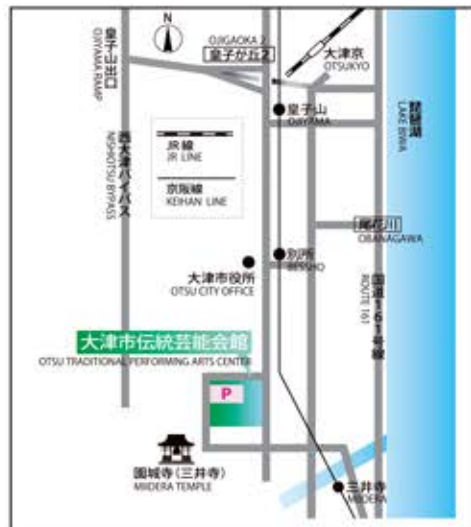 N
OJIGAOKA 2
皇子が丘2
大津京
OTSUKYO
皇子山出口
OJIYAMA RAMP
皇子山
OJIYAMA
琵琶湖
LAKE BIWA
西大津バイパス
NISHIOTSU BYPASS
JR線
JR LINE
京阪線
KEIHAN LINE
尾花川
OBANAGAWA
別所
BESSHO
大津市役所
OTSU CITY OFFICE
国道161号線
ROUTE 161
大津市伝統芸能会館
OTSU TRADITIONAL PERFORMING ARTS CENTER
P
園城寺(三井寺)
MIIDERA TEMPLE
三井寺
MIIDERA